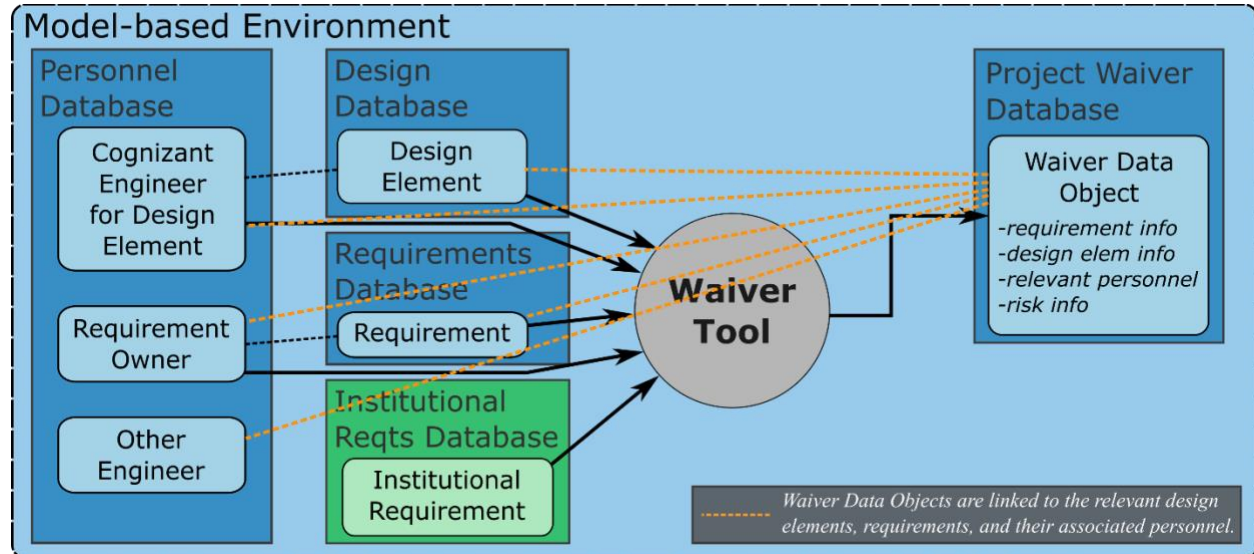 Model-based Environment
Personnel
Database
Cognizant
Engineer
for Design
Element
Requirement
Owner
Other
Engineer
Design
Database
Design
Element
Requirements
Database
Requirement
Institutional
Reqts Database
Institutional
Requirement
Waiver
Tool
Project Waiver
Database
Waiver Data
Object
-requirement info
-design elem info
-relevant personnel
-risk info
Waiver Data Objects are linked to the relevant design
elements, requirements, and their associated personnel.